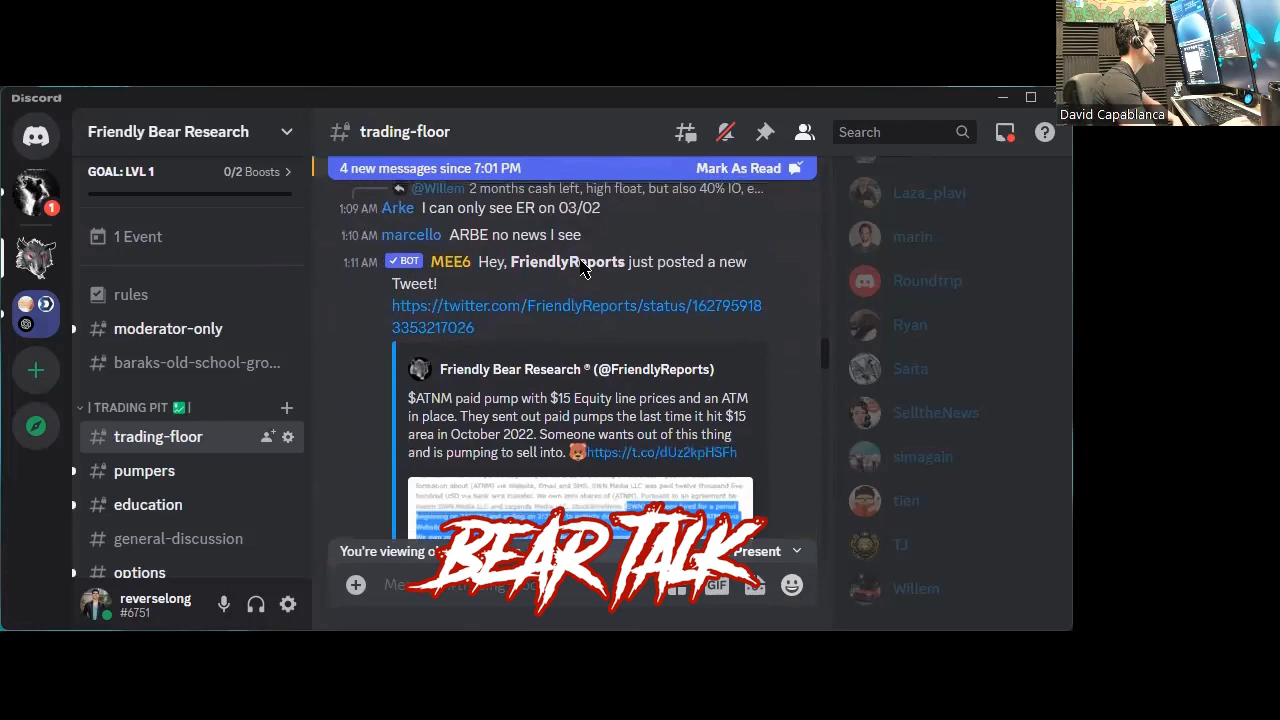 Discord
David Capablanca
Friendly Bear Research
trading-floor
Search
GOAL: LVL 1
0/2 Boosts
1 Event
rules
moderator-only
baraks-old-school-gro...
| TRADING PIT ✅ |
trading-floor
pumpers
education
general-discussion
options
reverselong
#6751
1
4 new messages since 7:01 PM
Mark As Read
@Willem 2 months cash left, high float, but also 40% IO, e...
1:09 AM Arke I can only see ER on 03/02
1:10 AM marcello ARBE no news I see
1:11 AM ✓ BOT MEE6 Hey, FriendlyReports just posted a new
Tweet!
https://twitter.com/FriendlyReports/status/162795918
3353217026
Friendly Bear Research ® (@FriendlyReports)
$ATNM paid pump with $15 Equity line prices and an ATM
in place. They sent out paid pumps the last time it hit $15
area in October 2022. Someone wants out of this thing
and is pumping to sell into. 🐻https://t.co/dUz2kpHSFh
You're viewing
Present
GIF
BEAR TALK
Laza_plavi
marin
Roundtrip
Ryan
Saita
SelltheNews
simagain
tien
TJ
Willem